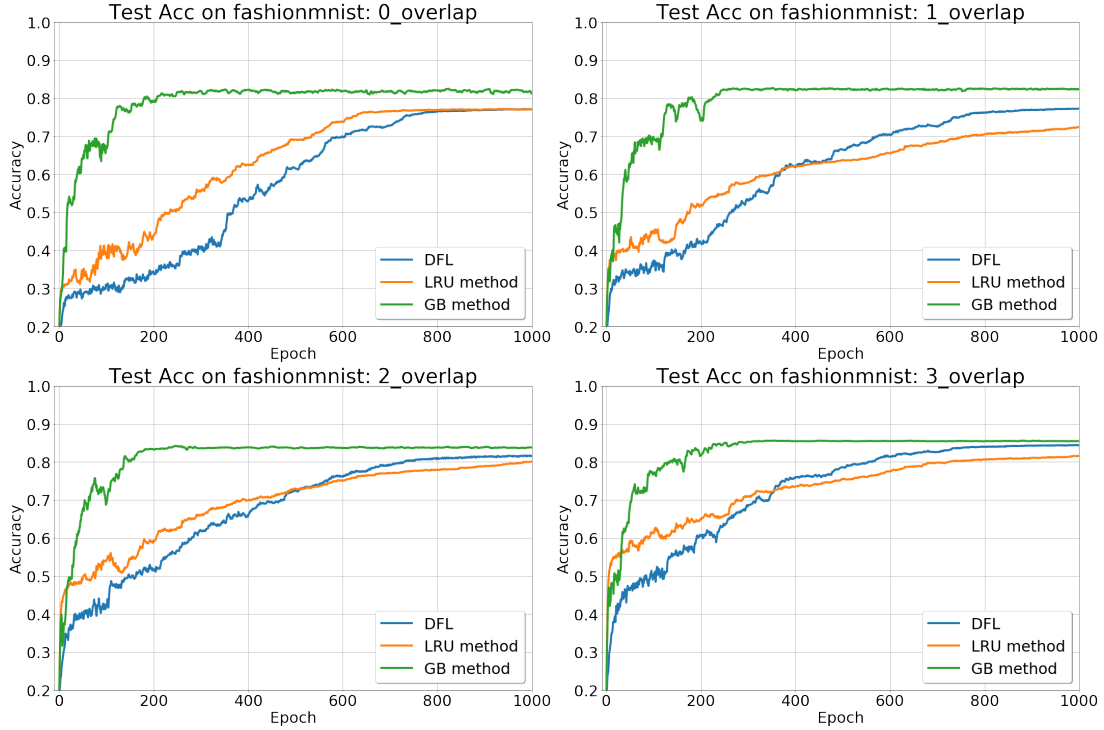 Test Acc on fashionmnist: 0_overlap
1.0
0.9
0.8
0.7
0.6
0.5
0.4
0.3
0.2
Accuracy
0 200 400 600 800 1000
Epoch
DFL
LRU method
GB method
Test Acc on fashionmnist: 1_overlap
1.0
0.9
0.8
0.7
0.6
0.5
0.4
0.3
0.2
Accuracy
0 200 400 600 800 1000
Epoch
DFL
LRU method
GB method
Test Acc on fashionmnist: 2_overlap
1.0
0.9
0.8
0.7
0.6
0.5
0.4
0.3
0.2
Accuracy
0 200 400 600 800 1000
Epoch
DFL
LRU method
GB method
Test Acc on fashionmnist: 3_overlap
1.0
0.9
0.8
0.7
0.6
0.5
0.4
0.3
0.2
Accuracy
0 200 400 600 800 1000
Epoch
DFL
LRU method
GB method